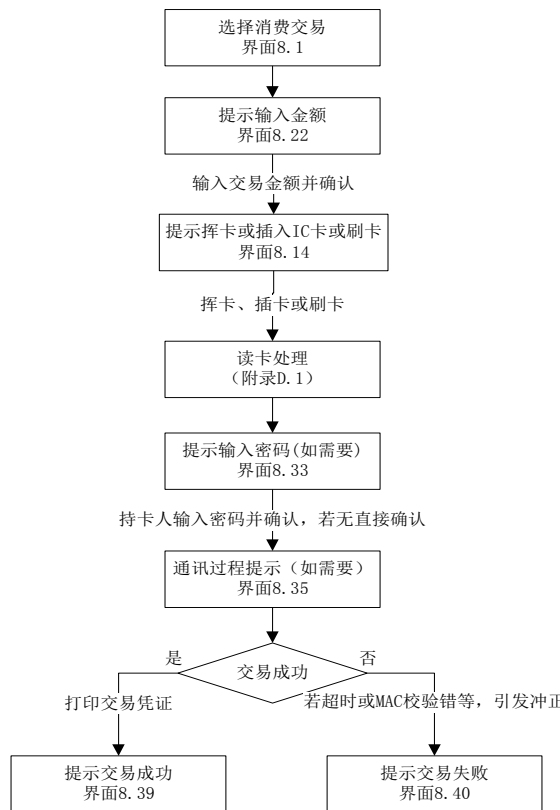 选择消费交易
界面8.1
提示输入金额
界面8.22
输入交易金额并确认
提示挥卡或插入IC卡或刷卡
界面8.14
挥卡、插卡或刷卡
读卡处理
（附录D.1）
提示输入密码(如需要)
界面8.33
持卡人输入密码并确认，若无直接确认
通讯过程提示（如需要）
界面8.35
是
交易成功
否
打印交易凭证
若超时或MAC校验错等，引发冲正
提示交易成功
界面8.39
提示交易失败
界面8.40